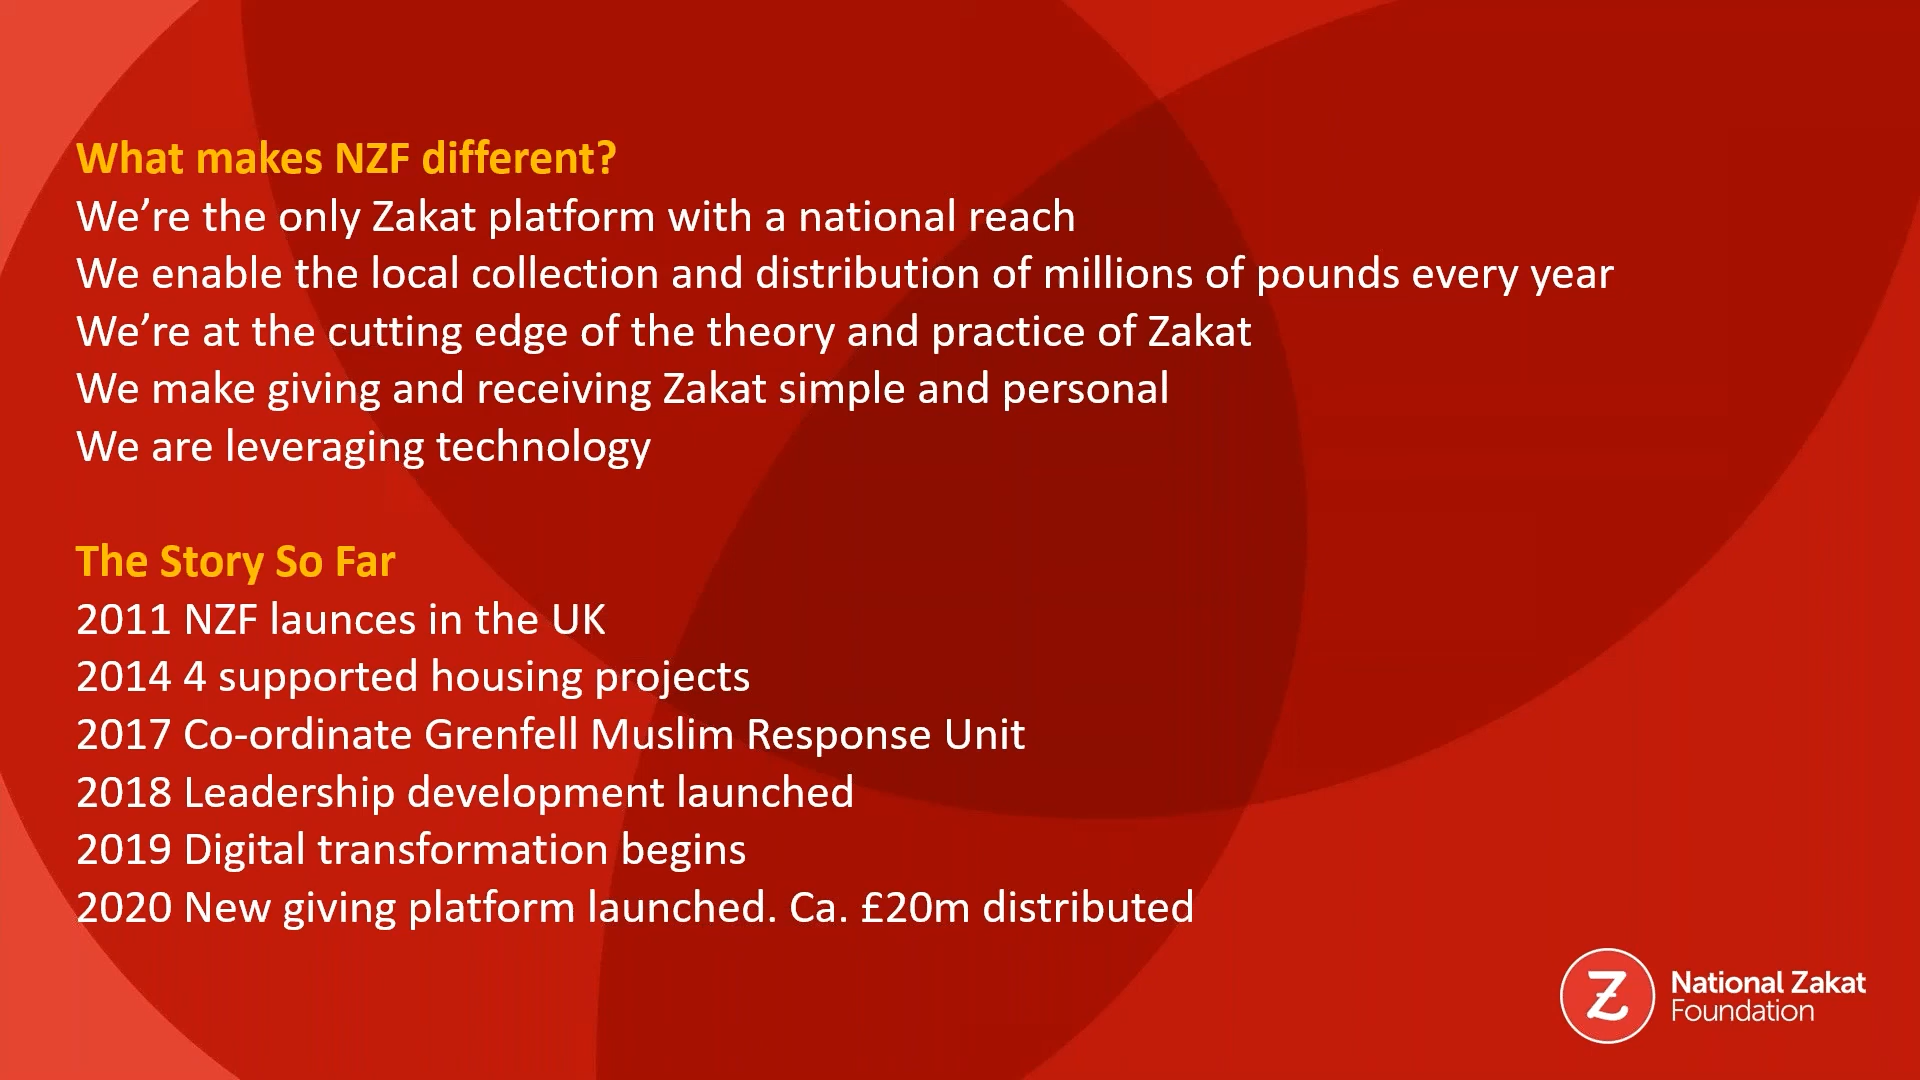 What makes NZF different?
We’re the only Zakat platform with a national reach
We enable the local collection and distribution of millions of pounds every year
We’re at the cutting edge of the theory and practice of Zakat
We make giving and receiving Zakat simple and personal
We are leveraging technology
The Story So Far
2011 NZF launces in the UK
2014 4 supported housing projects
2017 Co-ordinate Grenfell Muslim Response Unit
2018 Leadership development launched
2019 Digital transformation begins
2020 New giving platform launched. Ca. £20m distributed
Z
National Zakat
Foundation